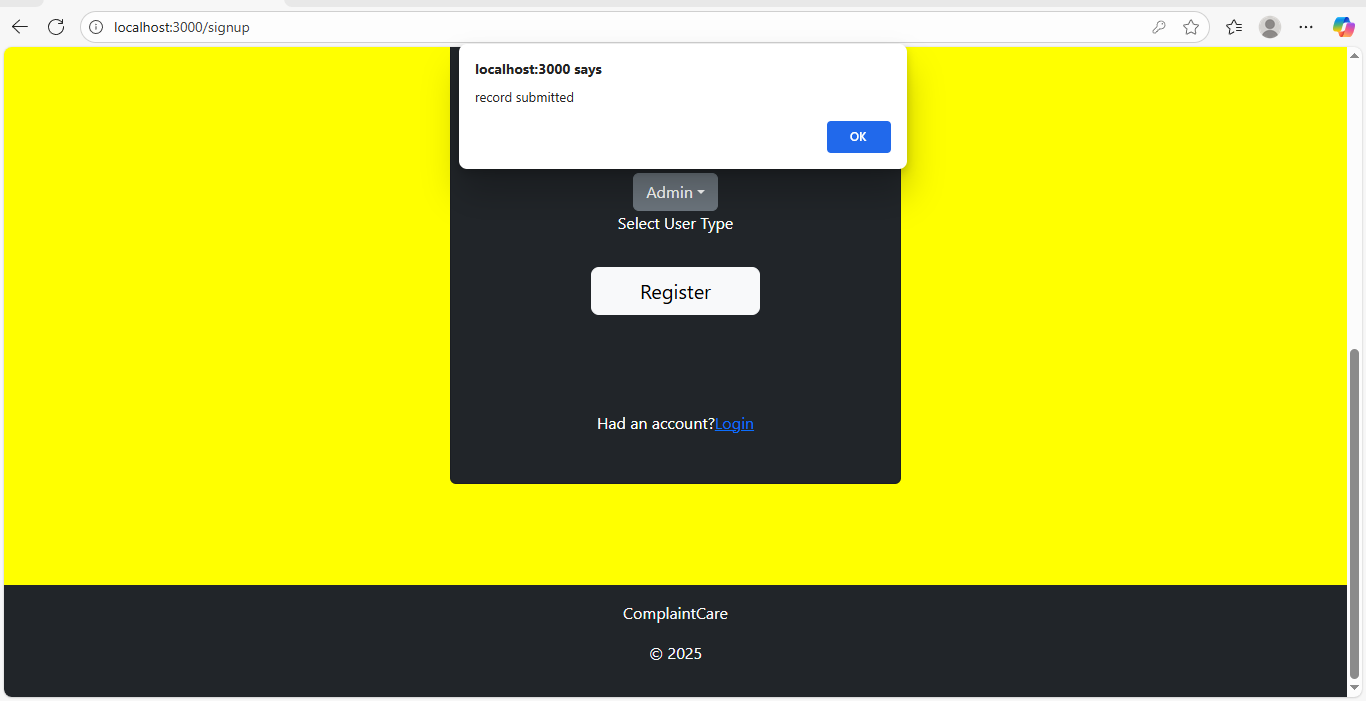 localhost:3000/signup
localhost:3000 says
record submitted
OK
Admin
Select User Type
Register
Had an account?Login
ComplaintCare
© 2025